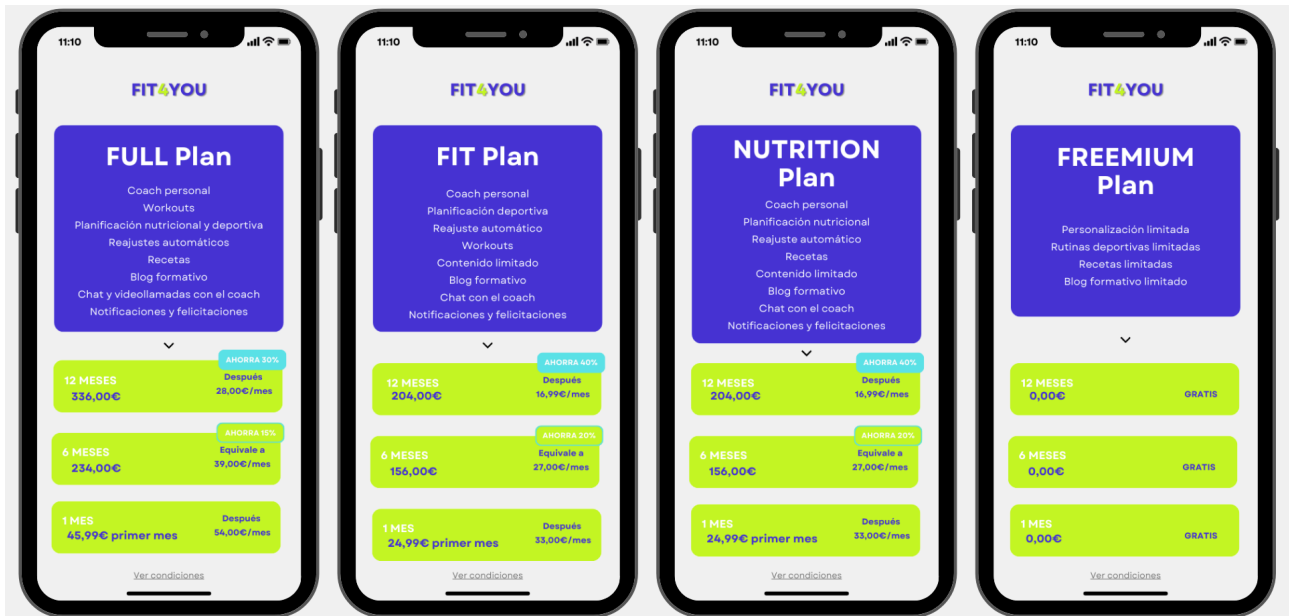 11:10
FIT4YOU
FULL Plan
Coach personal
Workouts
Planificación nutricional y deportiva
Reajustes automáticos
Recetas
Blog formativo
Chat y videollamadas con el coach
Notificaciones y felicitaciones
AHORRA 30%
12 MESES
336,00€
Después
28,00€/mes
AHORRA 15%
6 MESES
234,00€
Equivale a
39,00€/mes
1 MES
45,99€ primer mes
Después
54,00€/mes
Ver condiciones
11:10
FIT4YOU
FIT Plan
Coach personal
Planificación deportiva
Reajuste automático
Workouts
Contenido limitado
Blog formativo
Chat con el coach
Notificaciones y felicitaciones
AHORRA 40%
12 MESES
204,00€
Después
16,99€/mes
AHORRA 20%
6 MESES
156,00€
Equivale a
27,00€/mes
1 MES
24,99€ primer mes
Después
33,00€/mes
Ver condiciones
11:10
FIT4YOU
NUTRITION
Plan
Coach personal
Planificación nutricional
Reajuste automático
Recetas
Contenido limitado
Blog formativo
Chat con el coach
Notificaciones y felicitaciones
AHORRA 40%
12 MESES
204,00€
Después
16,99€/mes
AHORRA 20%
6 MESES
156,00€
Equivale a
27,00€/mes
1 MES
24,99€ primer mes
Después
33,00€/mes
Ver condiciones
11:10
FIT4YOU
FREEMIUM
Plan
Personalización limitada
Rutinas deportivas limitadas
Recetas limitadas
Blog formativo limitado
12 MESES
0,00€
GRATIS
6 MESES
0,00€
GRATIS
1 MES
0,00€
GRATIS
Ver condiciones